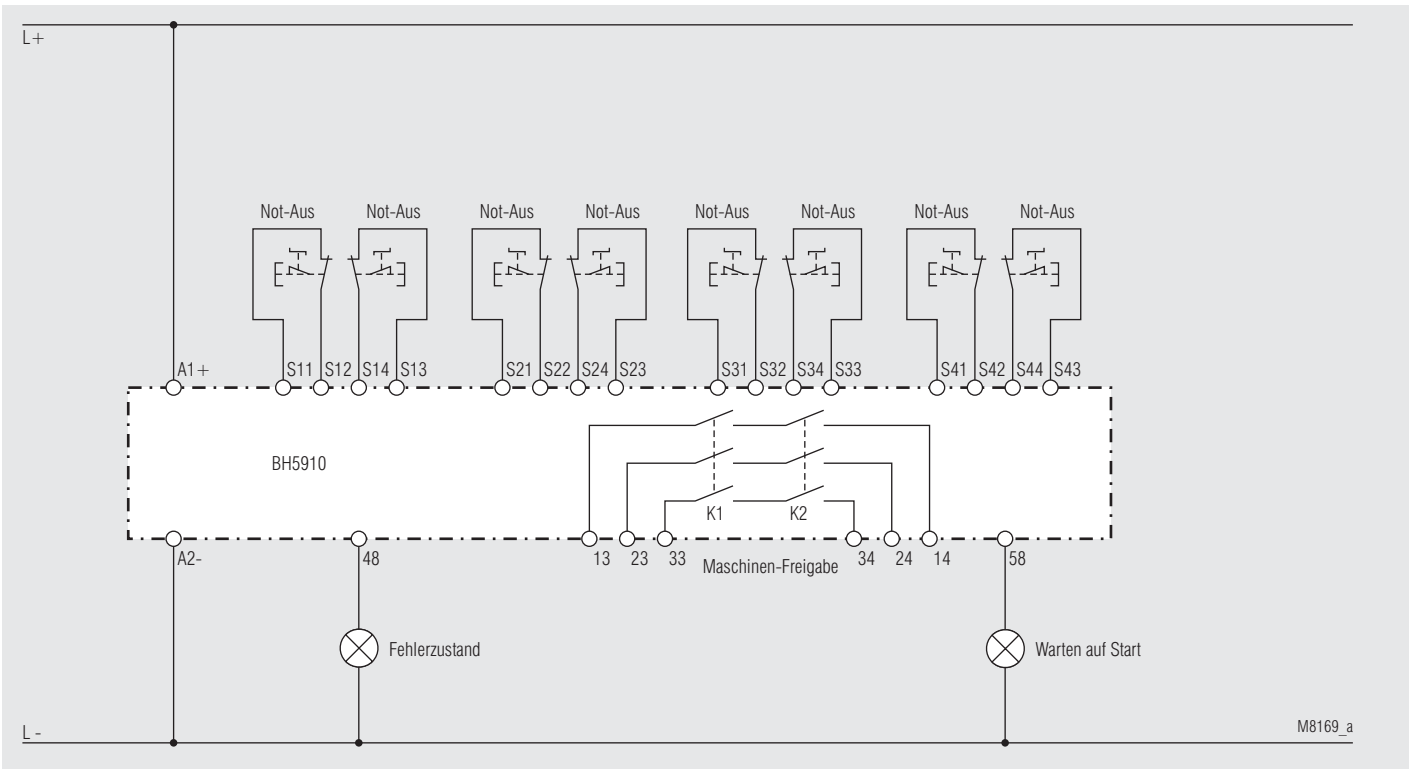 L+
Not-Aus Not-Aus Not-Aus Not-Aus Not-Aus Not-Aus Not-Aus Not-Aus
A1+ S11 S12 S14 S13 S21 S22 S24 S23 S31 S32 S34 S33 S41 S42 S44 S43
BH5910
K1 K2
A2- 48 13 23 33 Maschinen-Freigabe 34 24 14 58
Fehlerzustand Warten auf Start
L - M8169_a